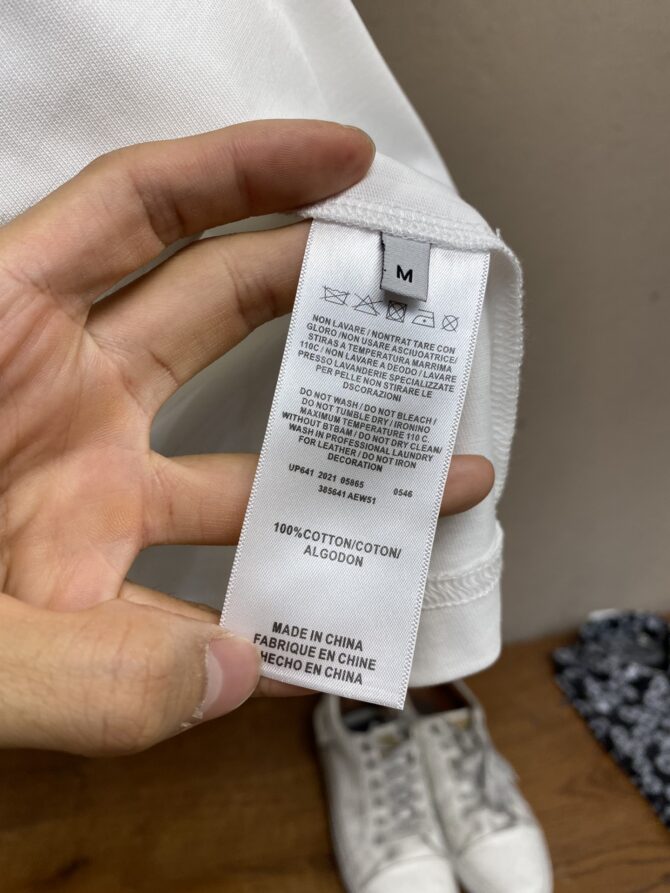 M
NON LAVARE / NONTRAT TARE CON
GLORO / NON USARE ASCIUOATRICE/
STIRAS A TEMPERATURA MARRIMA
110C / NON LAVARE A DEODO / LAVARE
PRESSO LAVANDERIE SPECIALIZZATE
PER PELLE NON STIRARE LE
DSCORAZIONI
DO NOT WASH / DO NOT BLEACH /
DO NOT TUMBLE DRY / IRONINO
MAXIMUM TEMPERATURE 110 C.
WITHOUT BTBAM / DO NOT DRY CLEAN/
WASH IN PROFESSIONAL LAUNDRY
FOR LEATHER / DO NOT IRON
DECORATION
UP641 2021 05865 0546
385641 AEW51
100%COTTON/COTON/
ALGODON
MADE IN CHINA
FABRIQUE EN CHINE
HECHO EN CHINA